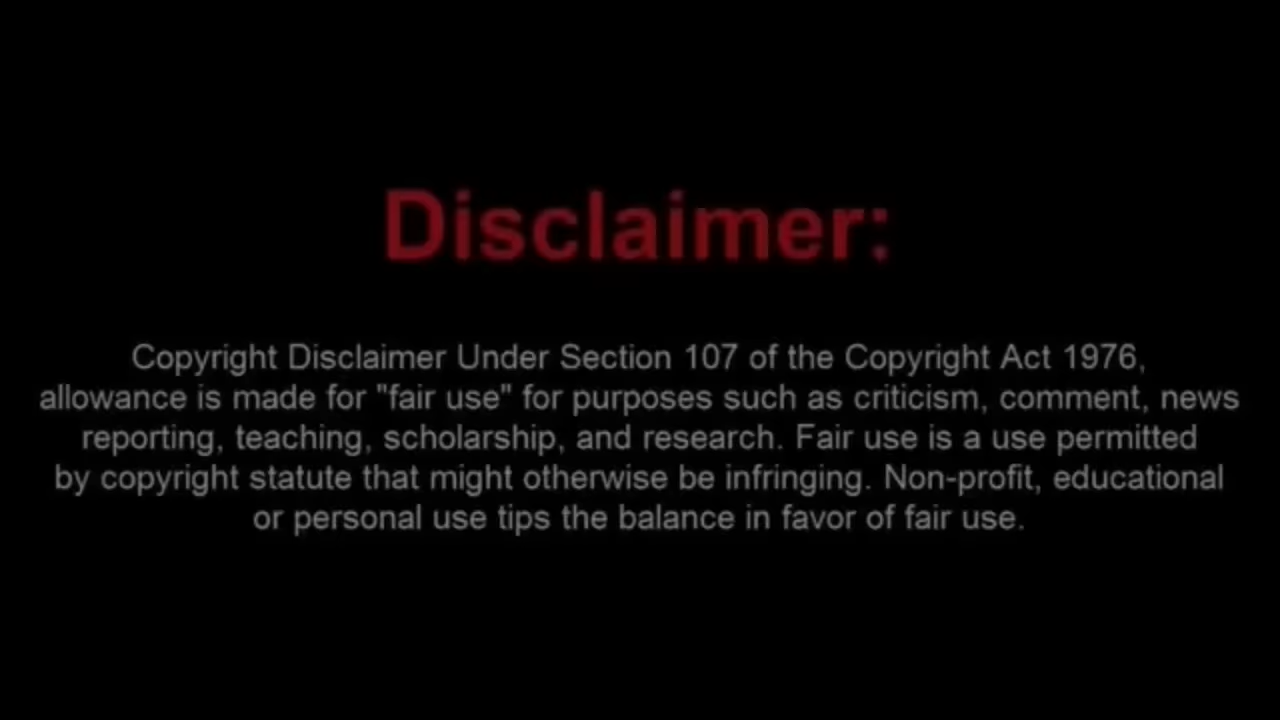 Disclaimer:
Copyright Disclaimer Under Section 107 of the Copyright Act 1976,
allowance is made for "fair use" for purposes such as criticism, comment, news
reporting, teaching, scholarship, and research. Fair use is a use permitted
by copyright statute that might otherwise be infringing. Non-profit, educational
or personal use tips the balance in favor of fair use.